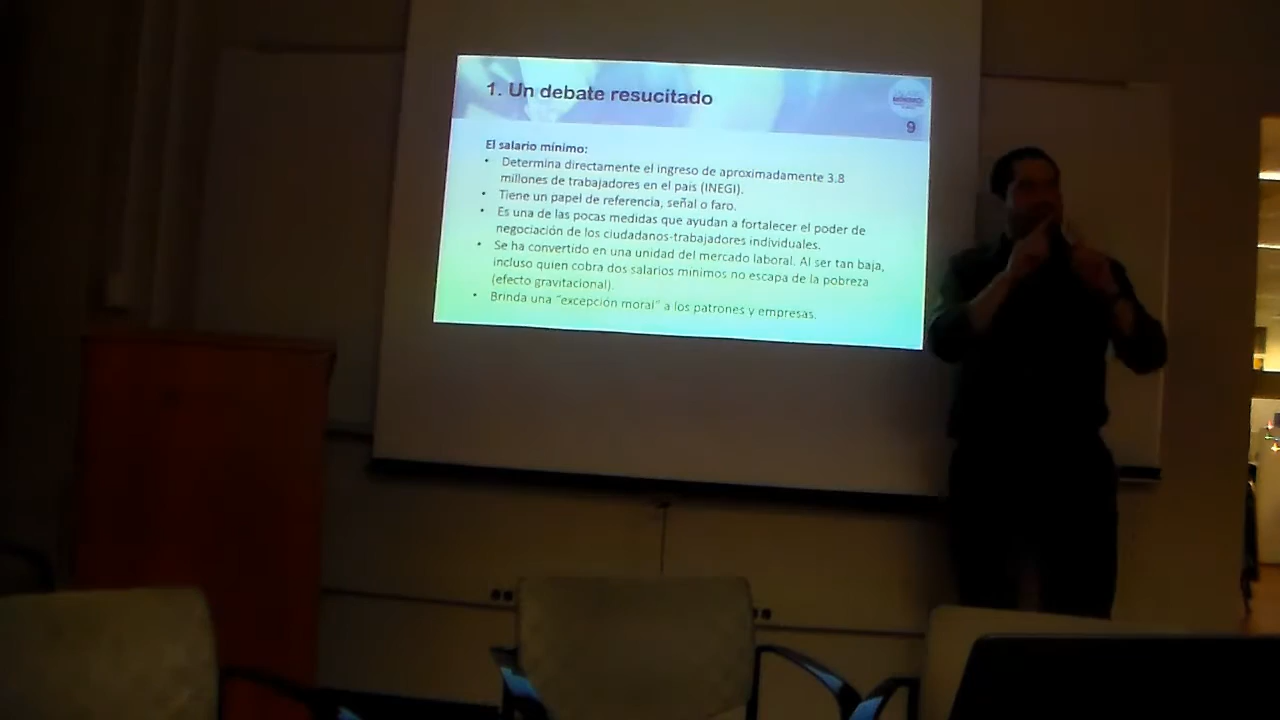 1. Un debate resucitado
9
El salario mínimo:
• Determina directamente el ingreso de aproximadamente 3.8
millones de trabajadores en el país (INEGI).
• Tiene un papel de referencia, señal o faro.
• Es una de las pocas medidas que ayudan a fortalecer el poder de
negociación de los ciudadanos-trabajadores individuales.
• Se ha convertido en una unidad del mercado laboral. Al ser tan baja,
incluso quien cobra dos salarios mínimos no escapa de la pobreza
(efecto gravitacional).
• Brinda una "excepción moral" a los patrones y empresas.